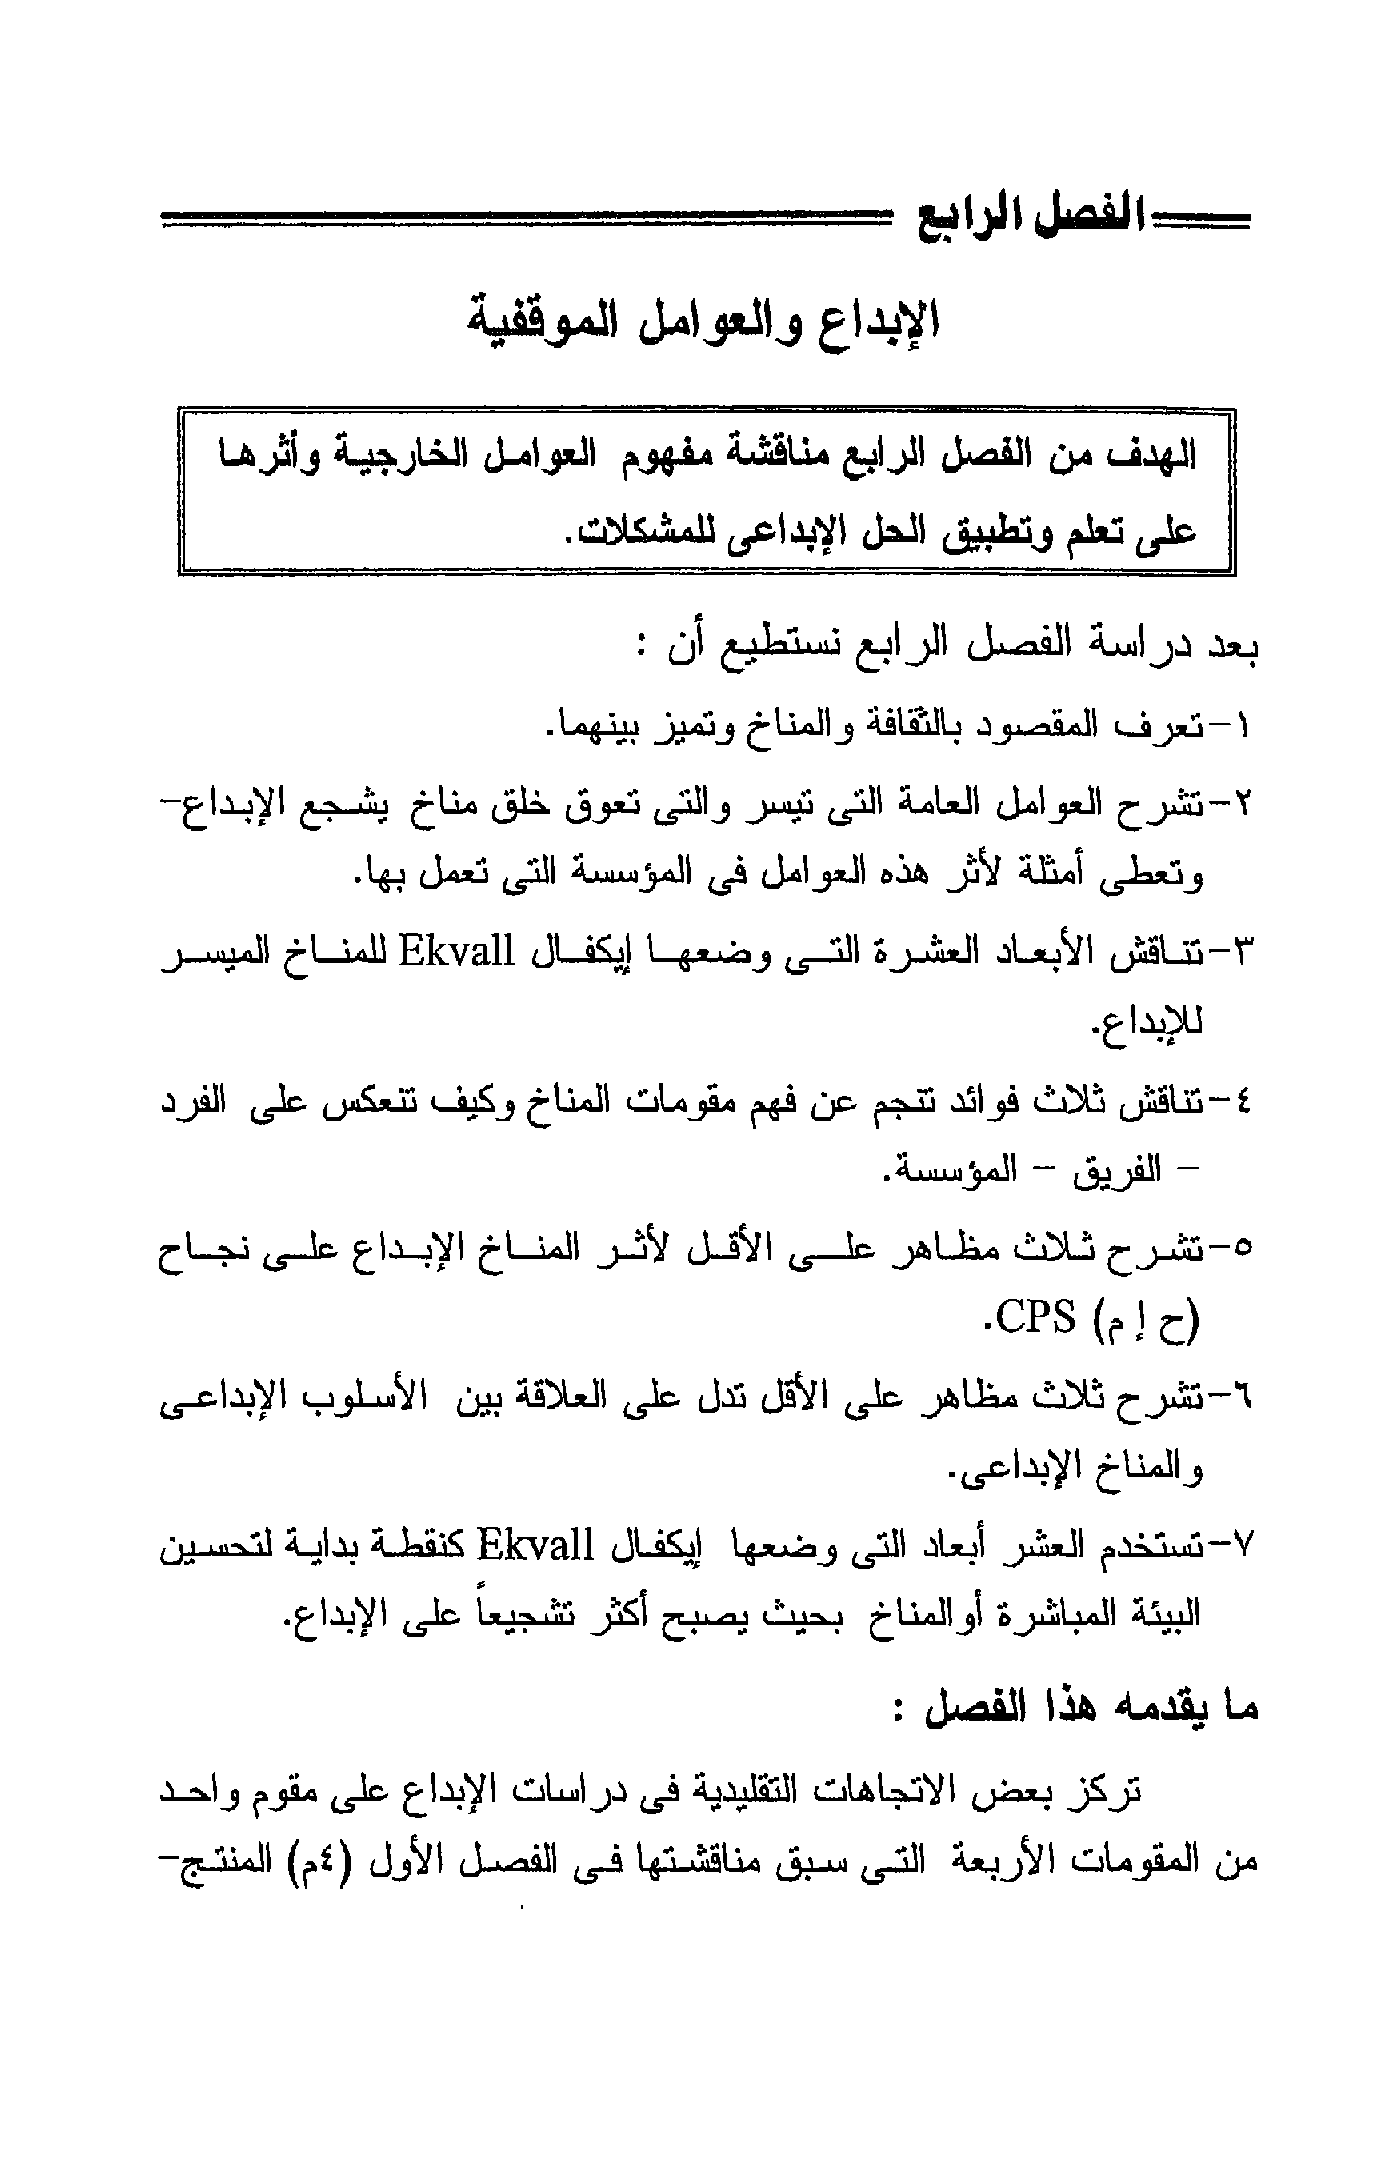 الفصل الرابع
الإبداع والعوامل الموقفية
الهدف من الفصل الرابع مناقشة مفهوم العوامل الخارجية وأثرها
على تعلم وتطبيق الحل الإبداعى للمشكلات.
بعد دراسة الفصل الرابع نستطيع أن :
١-تعرف المقصود بالثقافة والمناخ وتميز بينهما.
٢-تشرح العوامل العامة التى تيسر والتى تعوق خلق مناخ يشجع الإبداع-
وتعطى أمثلة لأثر هذه العوامل فى المؤسسة التى تعمل بها.
٣-تناقش الأبعاد العشرة التى وضعها إيكفال Ekvall للمناخ الميسر
للإبداع.
٤-تناقش ثلاث فوائد تنجم عن فهم مقومات المناخ وكيف تنعكس على الفرد
- الفريق - المؤسسة.
٥-تشرح ثلاث مظاهر على الأقل لأثر المناخ الإبداع على نجاح
(ح إ م) CPS.
٦-تشرح ثلاث مظاهر على الأقل تدل على العلاقة بين الأسلوب الإبداعى
والمناخ الإبداعى.
٧-تستخدم العشر أبعاد التى وضعها إيكفال Ekvall كنقطة بداية لتحسين
البيئة المباشرة أوالمناخ بحيث يصبح أكثر تشجيعاً على الإبداع.
ما يقدمه هذا الفصل :
تركز بعض الاتجاهات التقليدية فى دراسات الإبداع على مقوم واحد
من المقومات الأربعة التى سبق مناقشتها فى الفصل الأول (٤م) المنتج-